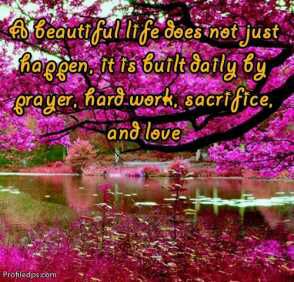 A beautiful life does not just
happen, it is built daily by
prayer, hard work, sacrifice,
and love
Profiledps.com